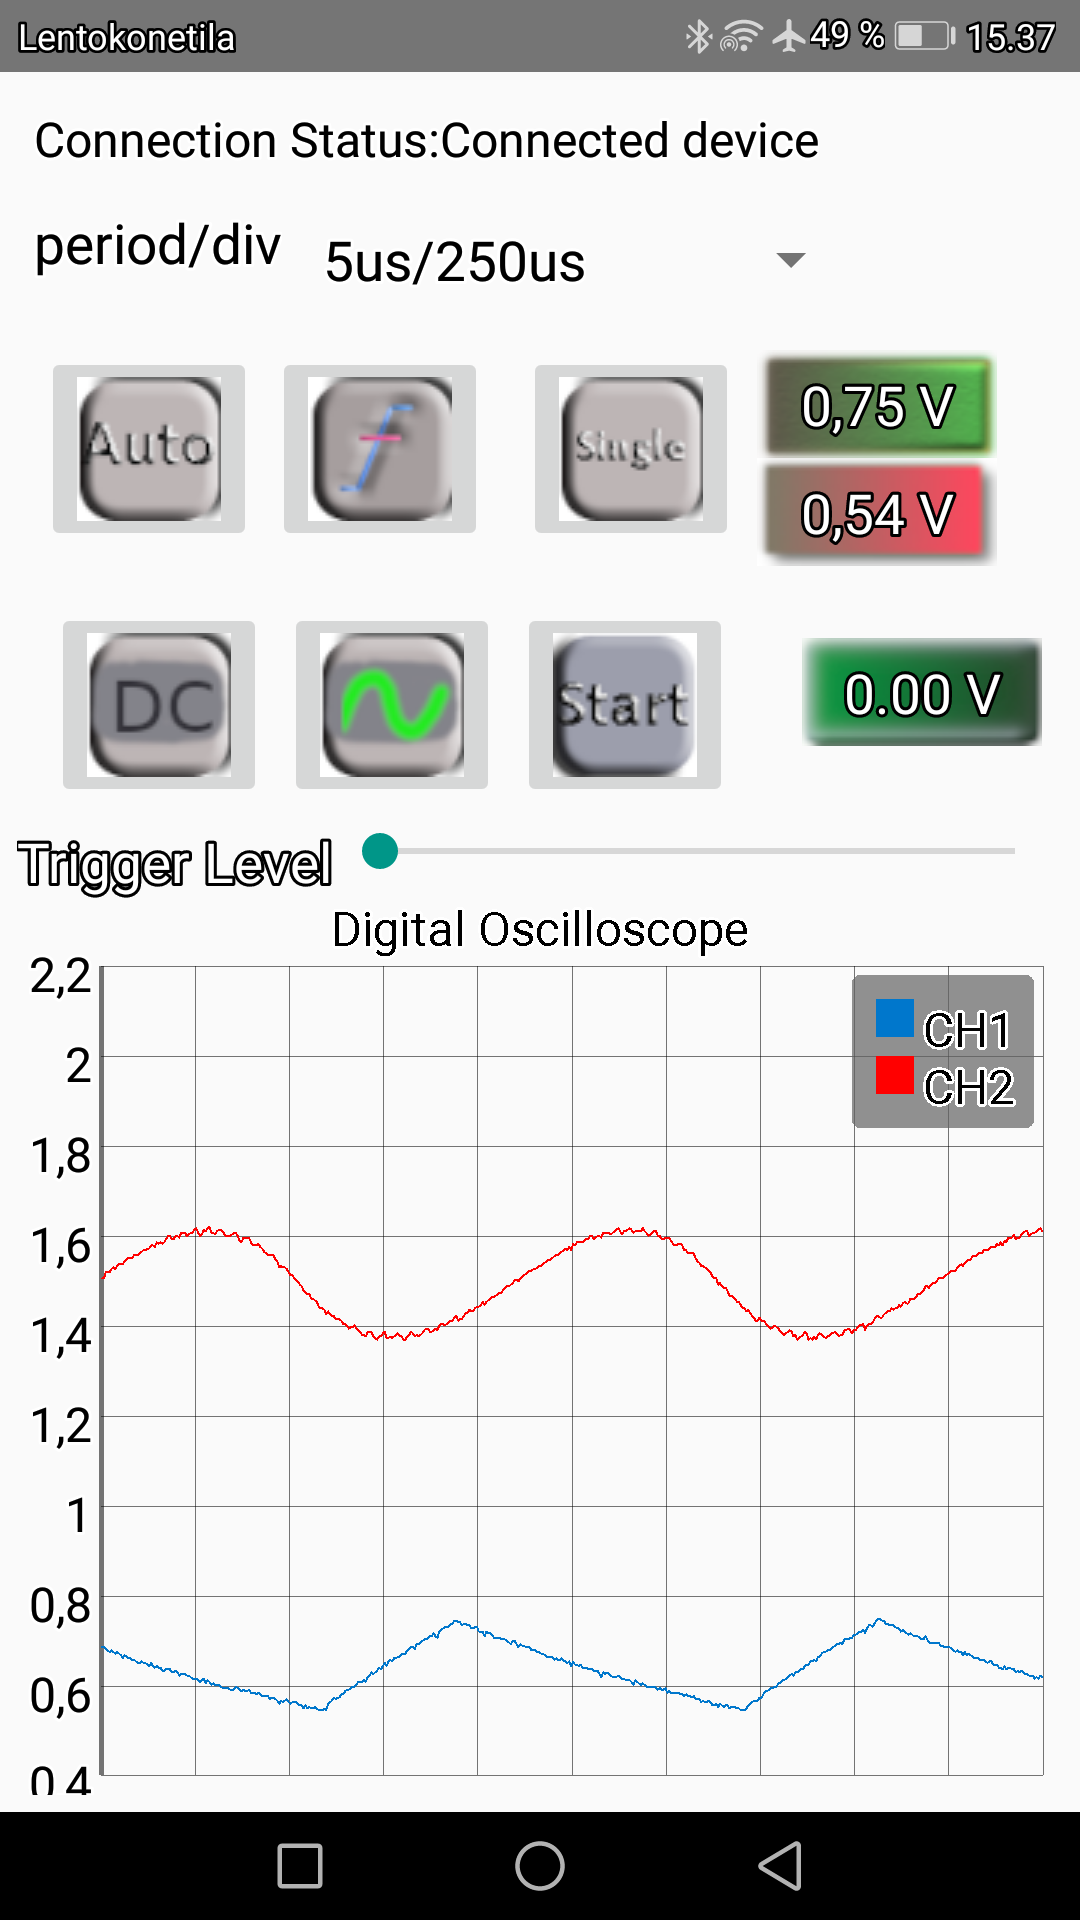 Lentokonetila 49 % 15.37
Connection Status:Connected device
period/div 5us/250us
Auto Single 0,75 V
0,54 V
DC Start 0.00 V
Trigger Level
Digital Oscilloscope
2,2
CH1
2
CH2
1,8
1,6
1,4
1,2
1
0,8
0,6
0,4